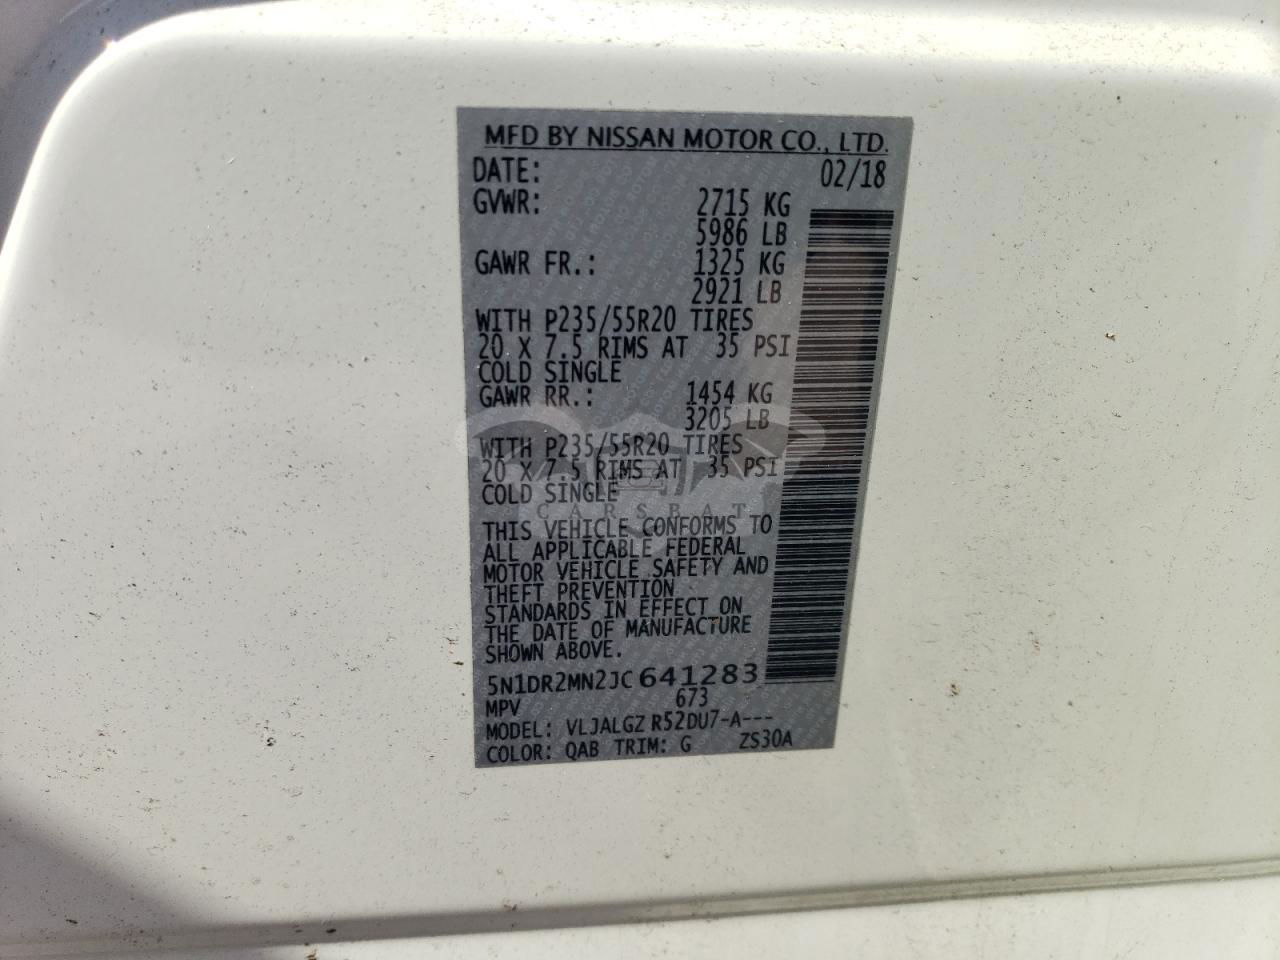 MFD BY NISSAN MOTOR CO., LTD.
DATE: 02/18
GVWR: 2715 KG
5986 LB
GAWR FR.: 1325 KG
2921 LB
WITH P235/55R20 TIRES
20 X 7.5 RIMS AT 35 PSI
COLD SINGLE
GAWR RR.: 1454 KG
3205 LB
WITH P235/55R20 TIRES
20 X 7.5 RIMS AT 35 PSI
COLD SINGLE
CARSBAT
THIS VEHICLE CONFORMS TO
ALL APPLICABLE FEDERAL
MOTOR VEHICLE SAFETY AND
THEFT PREVENTION
STANDARDS IN EFFECT ON
THE DATE OF MANUFACTURE
SHOWN ABOVE.
5N1DR2MN2JC641283
MPV 673
MODEL: VLJALGZ R52DU7-A---
COLOR: QAB TRIM: G ZS30A